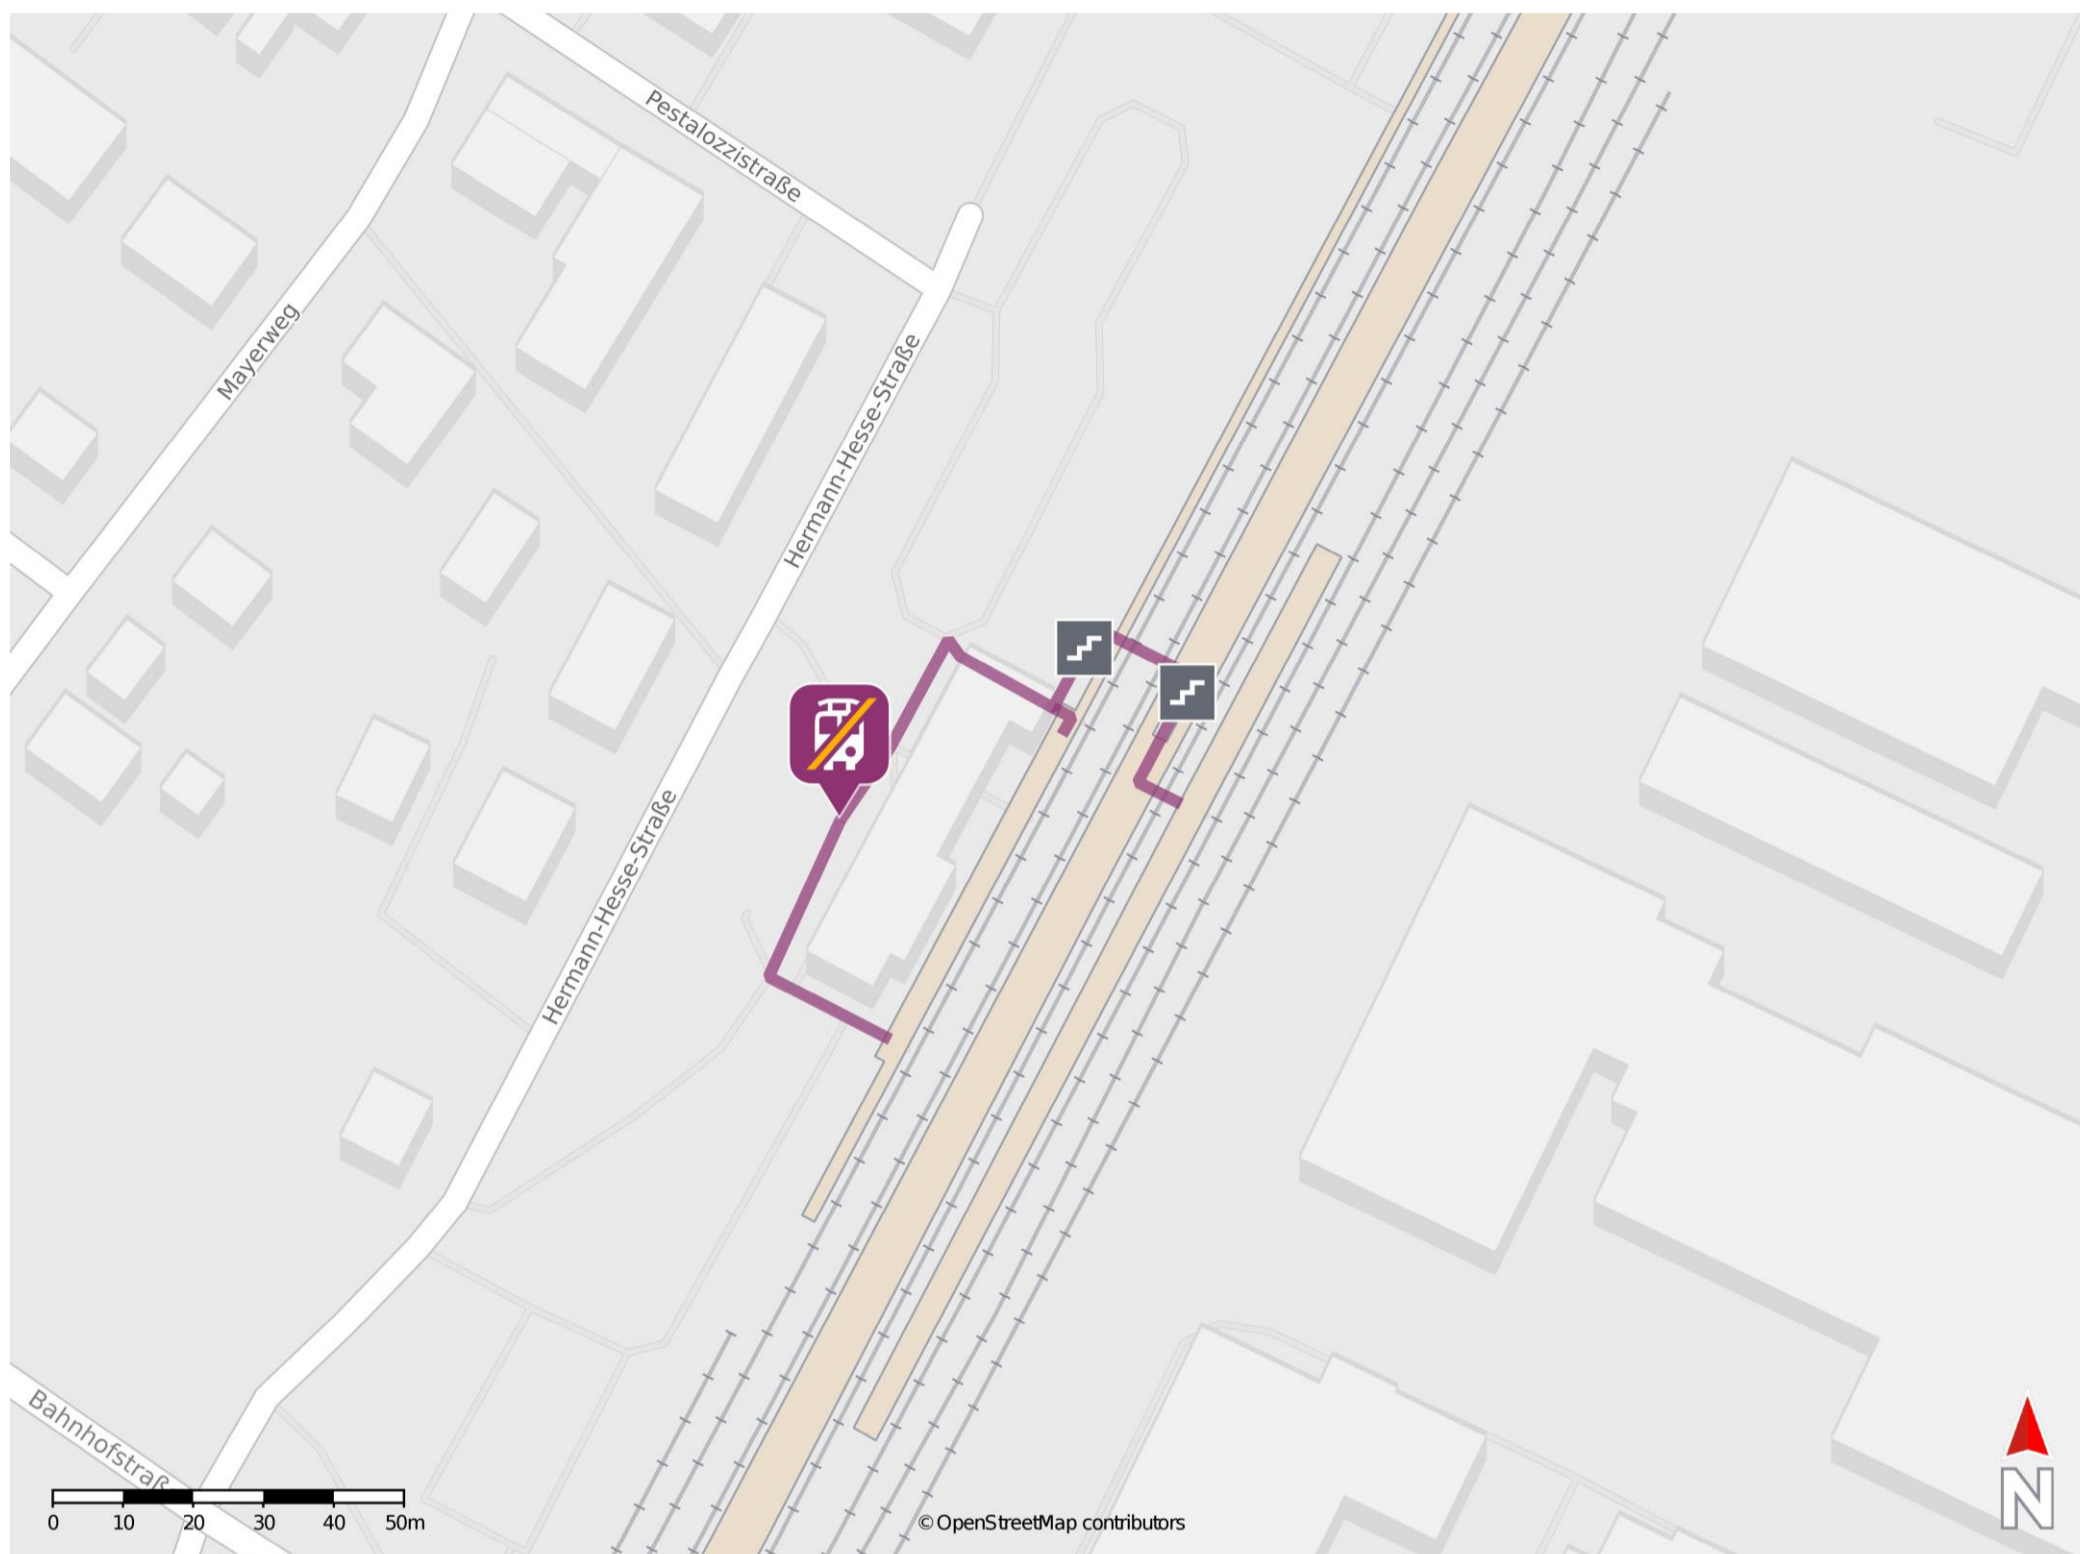 Pestalozzistraße
Mayerweg
Hermann-Hesse-Straße
Hermann-Hesse-Straße
Bahnhofstraß
0 10 20 30 40 50m
© OpenStreetMap contributors
N